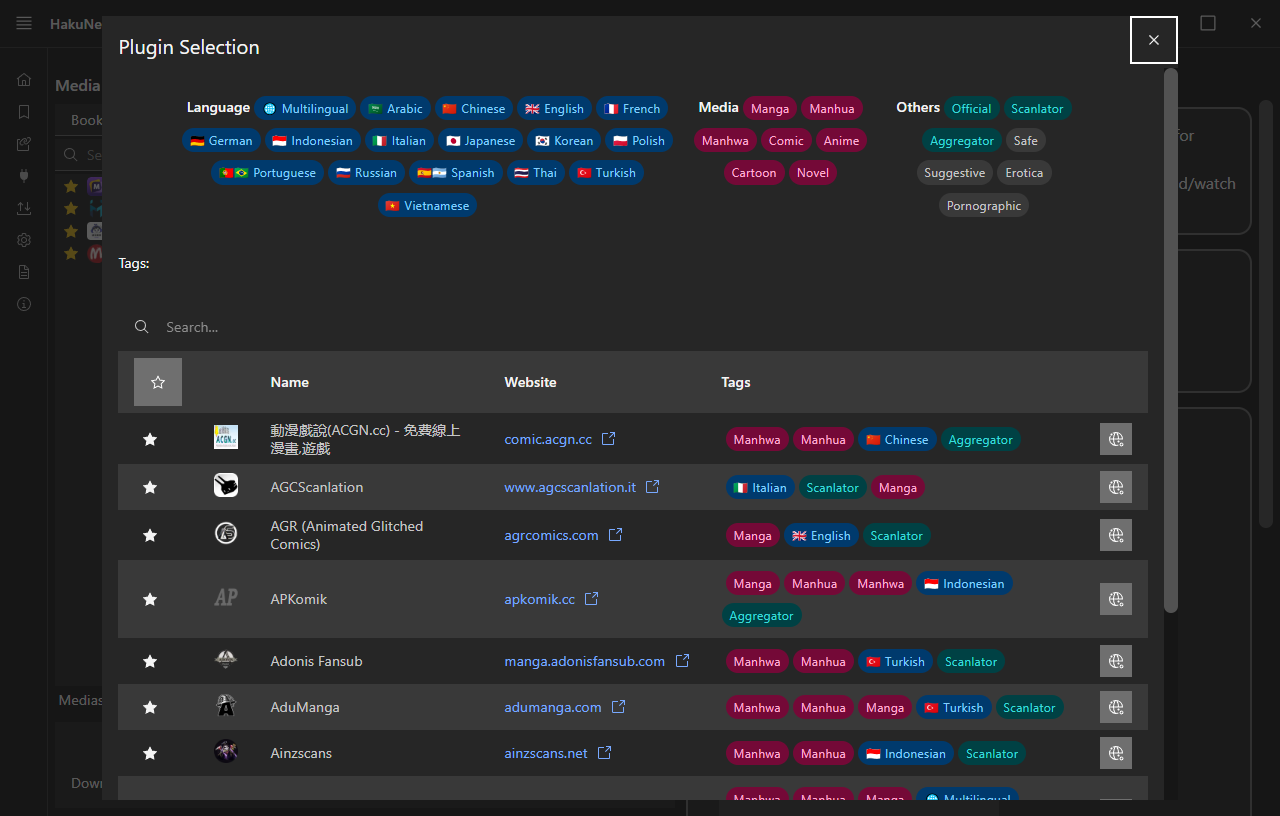 HakuNe
Plugin Selection
Media
Book
Se
Language Multilingual Arabic Chinese English French
German Indonesian Italian Japanese Korean Polish
Portuguese Russian Spanish Thai Turkish
Vietnamese
Media Manga Manhua
Manhwa Comic Anime
Cartoon Novel
Others Official Scanlator
Aggregator Safe
Suggestive Erotica
Pornographic
for
d/watch
Tags:
Search...
Name Website Tags
動漫戲說(ACGN.cc) - 免費線上
漫畫,遊戲
comic.acgn.cc Manhwa Manhua Chinese Aggregator
AGCScanlation www.agcscanlation.it Italian Scanlator Manga
AGR (Animated Glitched
Comics)
agrcomics.com Manga English Scanlator
AP APKomik apkomik.cc Manga Manhua Manhwa Indonesian
Aggregator
Adonis Fansub manga.adonisfansub.com Manhwa Manhua Turkish Scanlator
AduManga adumanga.com Manhwa Manhua Manga Turkish Scanlator
Ainzscans ainzscans.net Manhwa Manhua Indonesian Scanlator
Manhwa Manhua Manga Multilingual
Medias
Down